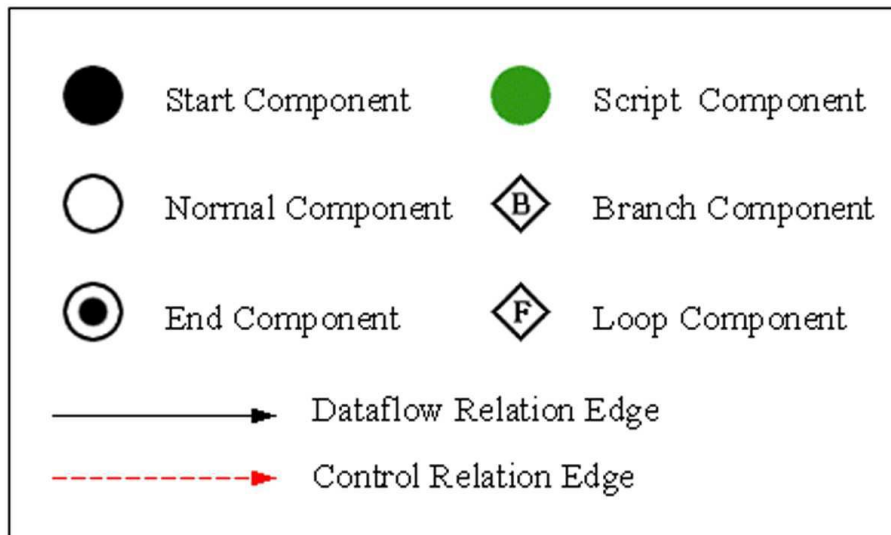 Start Component
Script Component
Normal Component
B
Branch Component
End Component
F
Loop Component
Dataflow Relation Edge
Control Relation Edge